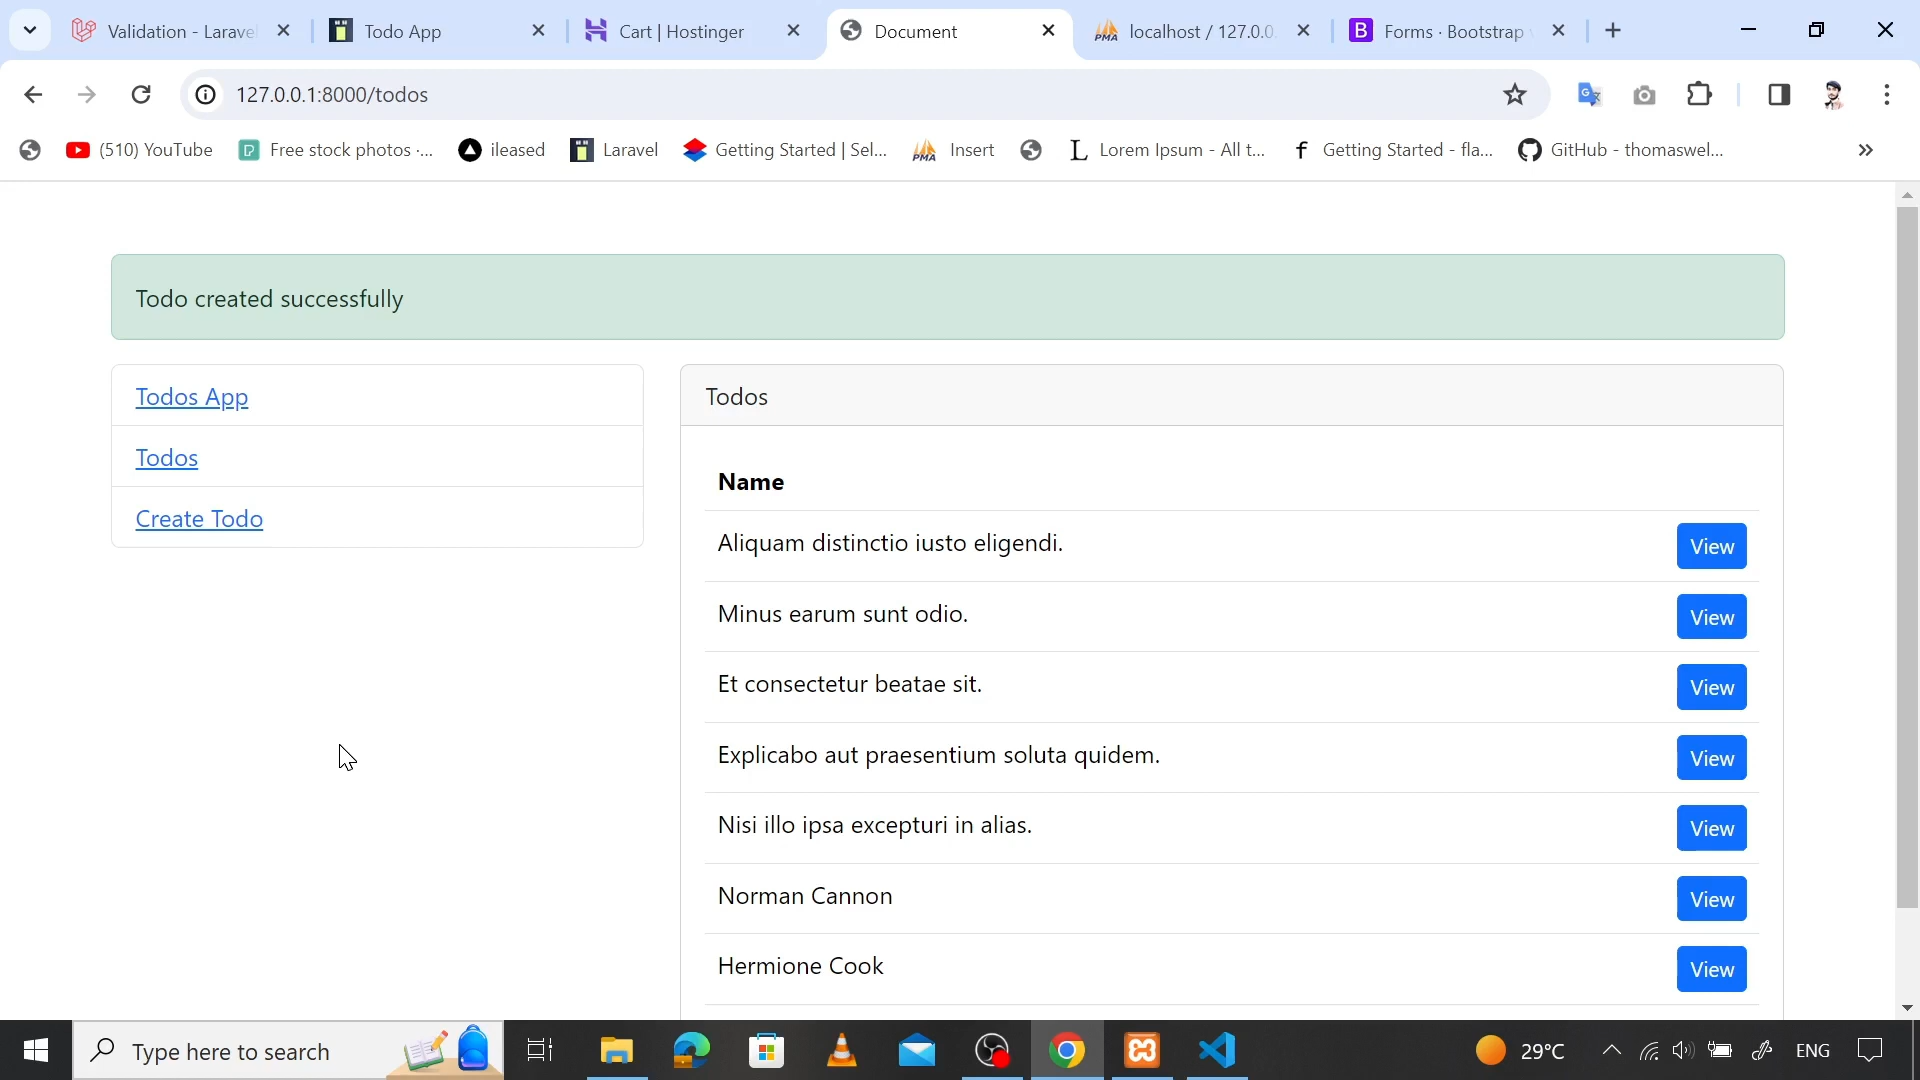 Validation - Larave
Todo App
Cart | Hostinger
Document
localhost / 127.0.0.
Forms · Bootstrap
127.0.0.1:8000/todos
(510) YouTube
Free stock photos ·...
ileased
Laravel
Getting Started | Sel...
Insert
Lorem Ipsum - All t...
Getting Started - fla...
GitHub - thomaswel...
Todo created successfully
Todos App
Todos
Create Todo
Todos
Name
Aliquam distinctio iusto eligendi.
View
Minus earum sunt odio.
View
Et consectetur beatae sit.
View
Explicabo aut praesentium soluta quidem.
View
Nisi illo ipsa excepturi in alias.
View
Norman Cannon
View
Hermione Cook
View
Type here to search
29°C
ENG